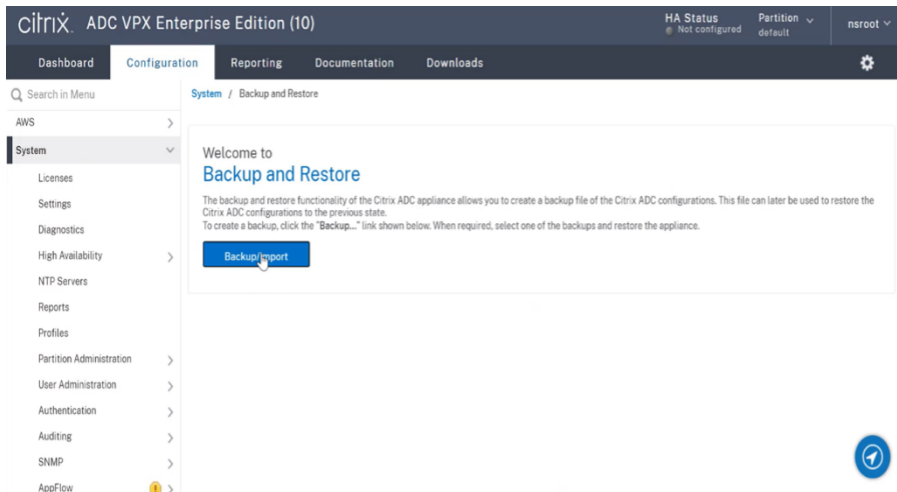 citrix. ADC VPX Enterprise Edition (10)
HA Status
Not configured
Partition
default
nsroot
Dashboard Configuration Reporting Documentation Downloads
Search in Menu
System / Backup and Restore
AWS
System
Licenses
Settings
Diagnostics
High Availability
NTP Servers
Reports
Profiles
Partition Administration
User Administration
Authentication
Auditing
SNMP
AppFlow
Welcome to
Backup and Restore
The backup and restore functionality of the Citrix ADC appliance allows you to create a backup file of the Citrix ADC configurations. This file can later be used to restore the
Citrix ADC configurations to the previous state.
To create a backup, click the "Backup..." link shown below. When required, select one of the backups and restore the appliance.
Backup/Import